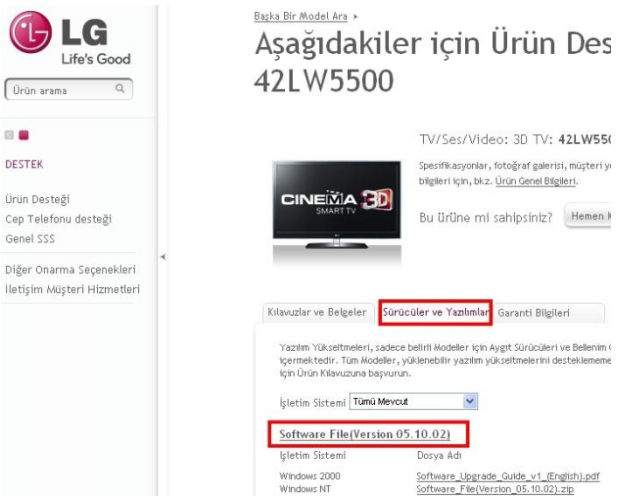 LG
Life's Good
Ürün arama
DESTEK
Ürün Desteği
Cep Telefonu desteği
Genel SSS
Diğer Onarma Seçenekleri
İletişim Müşteri Hizmetleri
Başka Bir Model Ara
Aşağıdakiler için Ürün Des
42LW5500
CINEMA 3D
SMART TV
TV/Ses/Video: 3D TV: 42LW550
Spesifikasyonlar, fotoğraf galerisi, müşteri y
bilgileri için, bkz. Ürün Genel Bilgileri.
Bu ürüne mi sahipsiniz? Hemen K
Kılavuzlar ve Belgeler Sürücüler ve Yazılımlar Garanti Bilgileri
Yazılım Yükseltmeleri, sadece belirli Modeller için Aygıt Sürücüleri ve Bellenim
içermektedir. Tüm Modeller, yüklenebilir yazılım yükseltmelerini desteklememe
için Ürün Kılavuzuna başvurun.
İşletim Sistemi Tümü Mevcut
Software File(Version 05.10.02)
İşletim Sistemi Dosya Adı
Windows 2000 Software_Upgrade_Guide_v1_(English).pdf
Windows NT Software_File(Version_05.10.02).zip